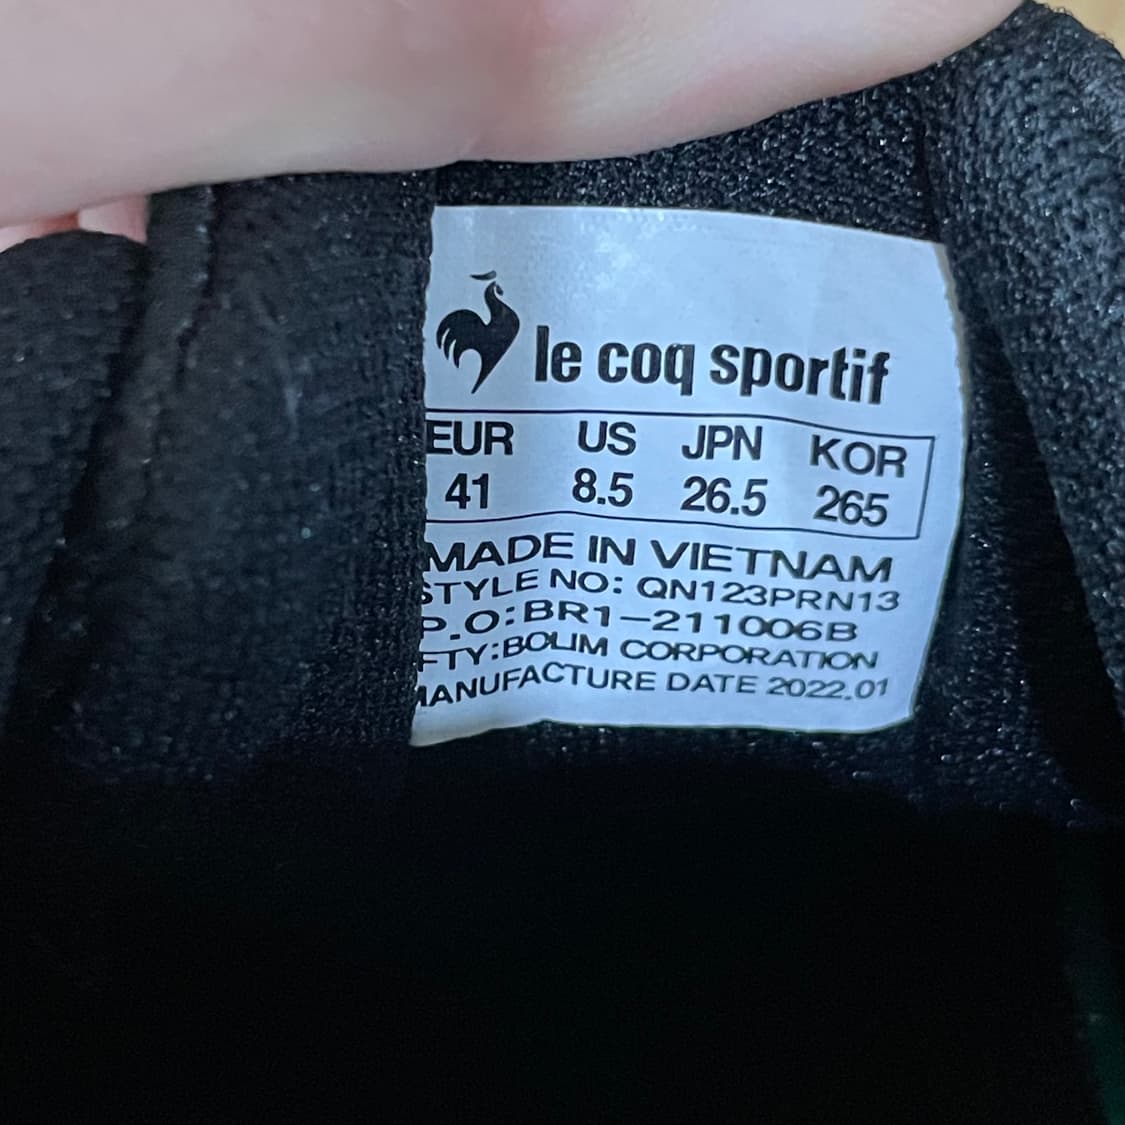 le coq sportif
EUR US JPN KOR
41 8.5 26.5 265
MADE IN VIETNAM
STYLE NO: QN123PRN13
P.O:BR1-211006B
FTY:BOLIM CORPORATION
MANUFACTURE DATE 2022.01